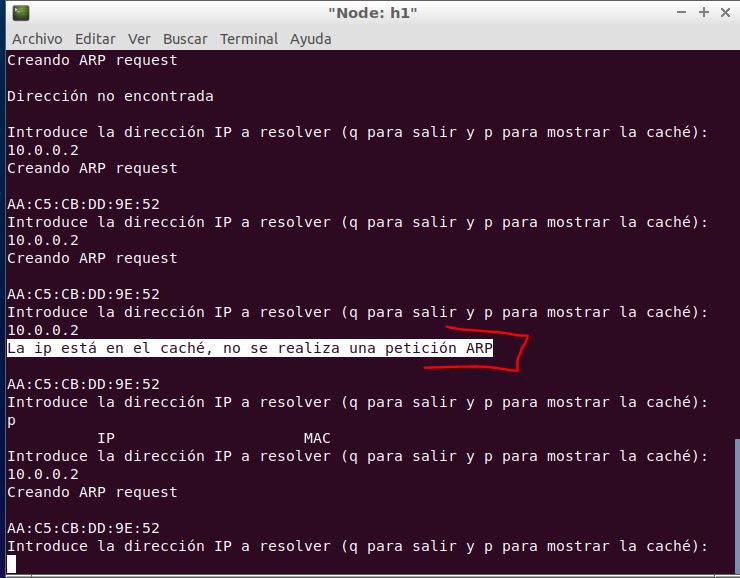 "Node: h1"
Archivo Editar Ver Buscar Terminal Ayuda
Creando ARP request
Dirección no encontrada
Introduce la dirección IP a resolver (q para salir y p para mostrar la caché):
10.0.0.2
Creando ARP request
AA:C5:CB:DD:9E:52
Introduce la dirección IP a resolver (q para salir y p para mostrar la caché):
10.0.0.2
Creando ARP request
AA:C5:CB:DD:9E:52
Introduce la dirección IP a resolver (q para salir y p para mostrar la caché):
10.0.0.2
La ip está en el caché, no se realiza una petición ARP
AA:C5:CB:DD:9E:52
Introduce la dirección IP a resolver (q para salir y p para mostrar la caché):
p
IP MAC
Introduce la dirección IP a resolver (q para salir y p para mostrar la caché):
10.0.0.2
Creando ARP request
AA:C5:CB:DD:9E:52
Introduce la dirección IP a resolver (q para salir y p para mostrar la caché):